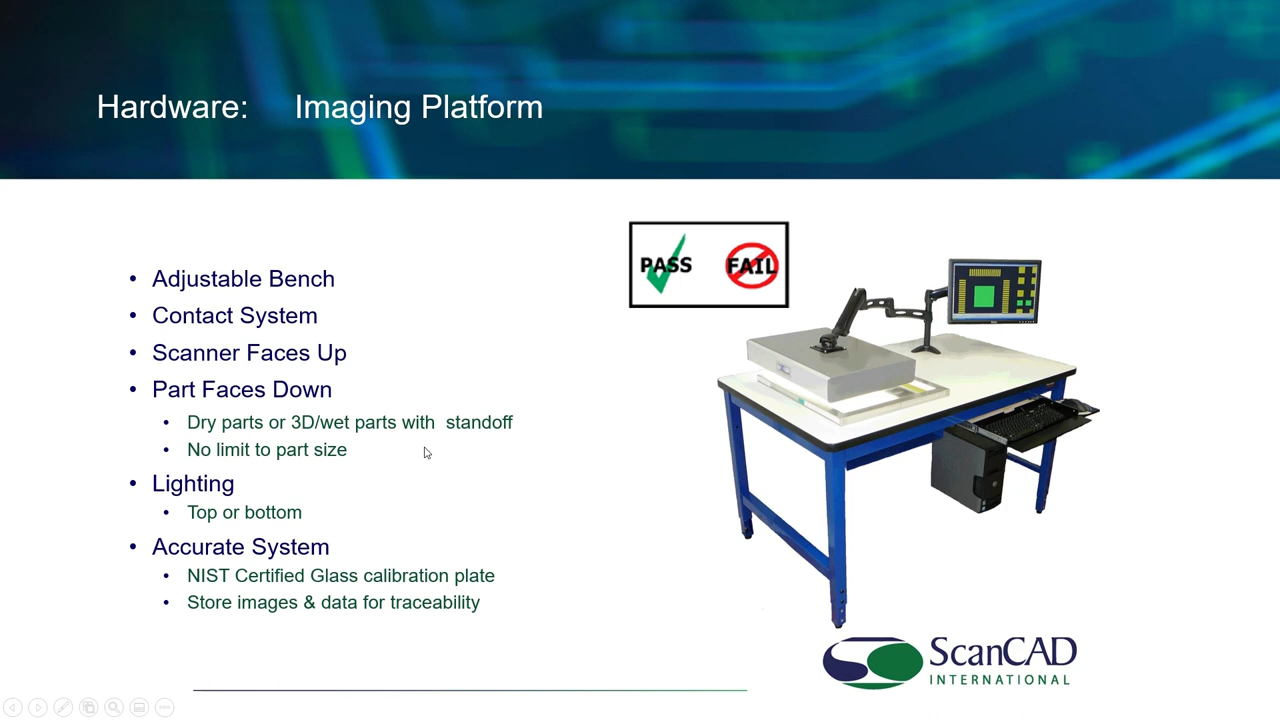 Hardware: Imaging Platform
• Adjustable Bench
• Contact System
• Scanner Faces Up
• Part Faces Down
• Dry parts or 3D/wet parts with standoff
• No limit to part size
• Lighting
• Top or bottom
• Accurate System
• NIST Certified Glass calibration plate
• Store images & data for traceability
PASS FAIL
ScanCAD
INTERNATIONAL